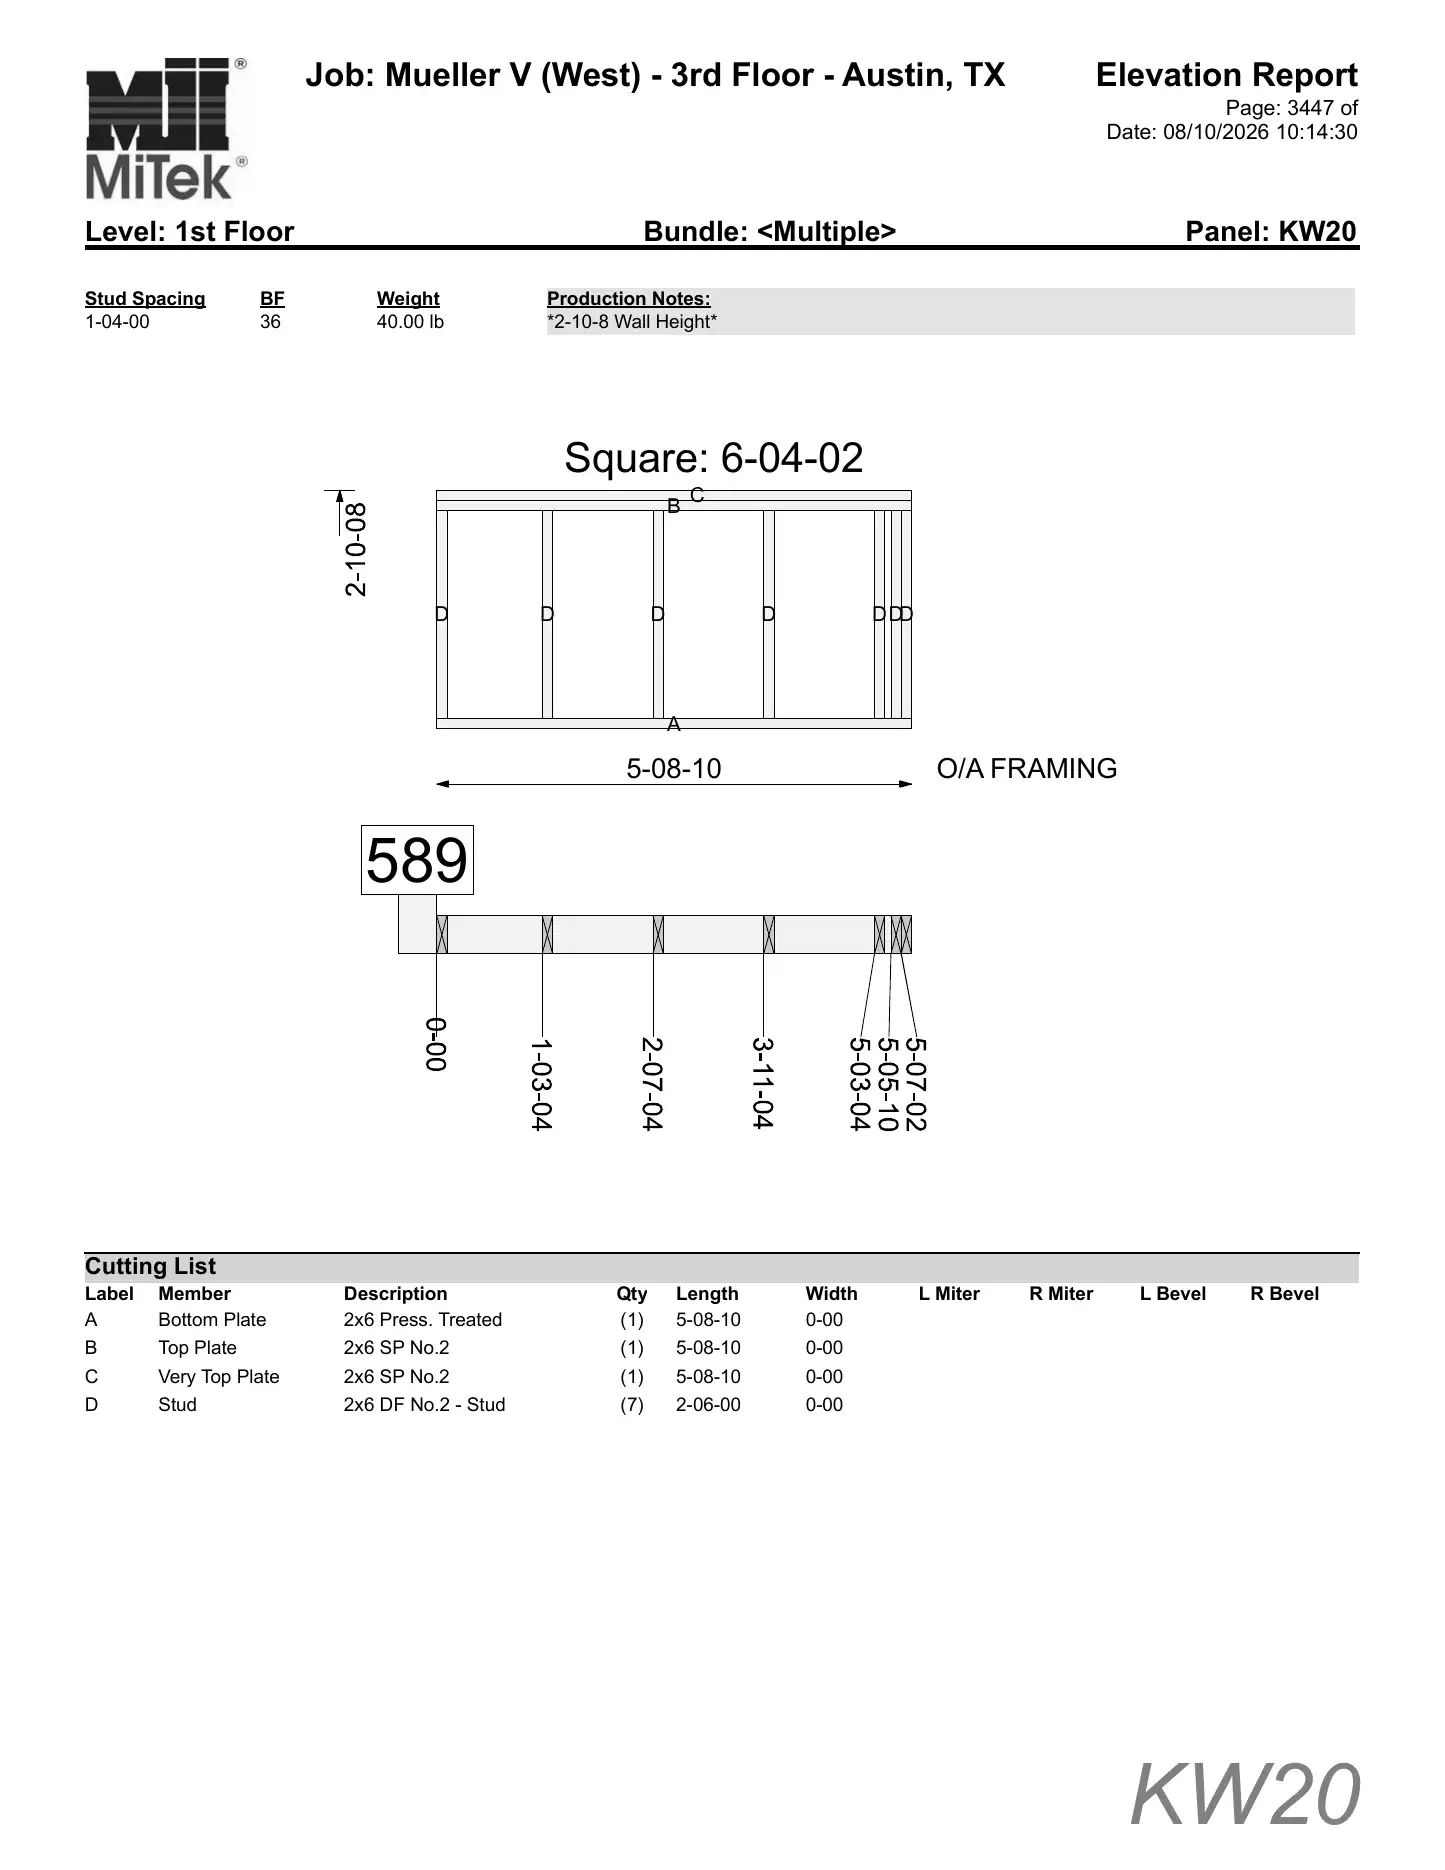 MiTek®
®
Job: Mueller V (West) - 3rd Floor - Austin, TX
Elevation Report
Page: 3447 of
Date: 08/10/2026 10:14:30
Level: 1st Floor
Bundle: <Multiple>
Panel: KW20
Stud Spacing BF Weight Production Notes:
1-04-00 36 40.00 lb *2-10-8 Wall Height*
Square: 6-04-02
C
B
2-10-08
D D D D D D D
A
5-08-10 O/A FRAMING
589
0-00 1-03-04 2-07-04 3-11-04 5-03-04 5-05-10 5-07-02
Cutting List
Label Member Description Qty Length Width L Miter R Miter L Bevel R Bevel
A Bottom Plate 2x6 Press. Treated (1) 5-08-10 0-00
B Top Plate 2x6 SP No.2 (1) 5-08-10 0-00
C Very Top Plate 2x6 SP No.2 (1) 5-08-10 0-00
D Stud 2x6 DF No.2 - Stud (7) 2-06-00 0-00
KW20